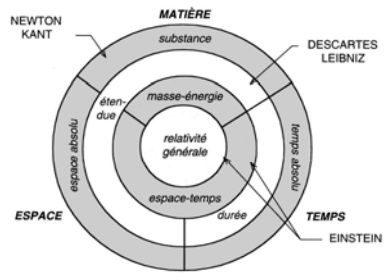 NEWTON
KANT
MATIÈRE
substance
DESCARTES
LEIBNIZ
éten-
due
masse-énergie
espace absolu
temps absolu
relativité
générale
espace-temps
durée
ESPACE
TEMPS
EINSTEIN